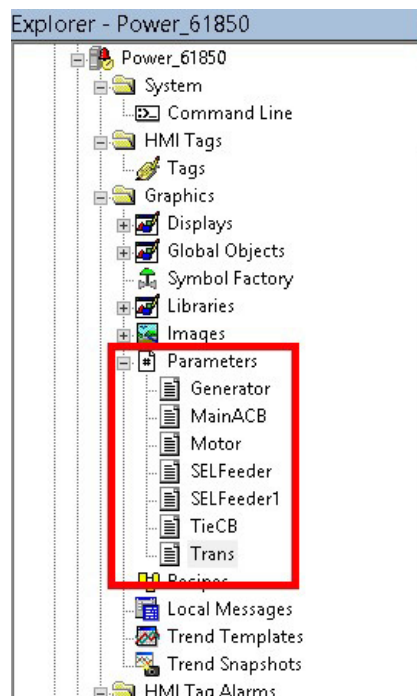 Explorer - Power_61850
Power_61850
System
Command Line
HMI Tags
Tags
Graphics
Displays
Global Objects
Symbol Factory
Libraries
Images
Parameters
Generator
MainACB
Motor
SELFeeder
SELFeeder1
TieCB
Trans
Recipes
Local Messages
Trend Templates
Trend Snapshots
HMI Tag Alarms